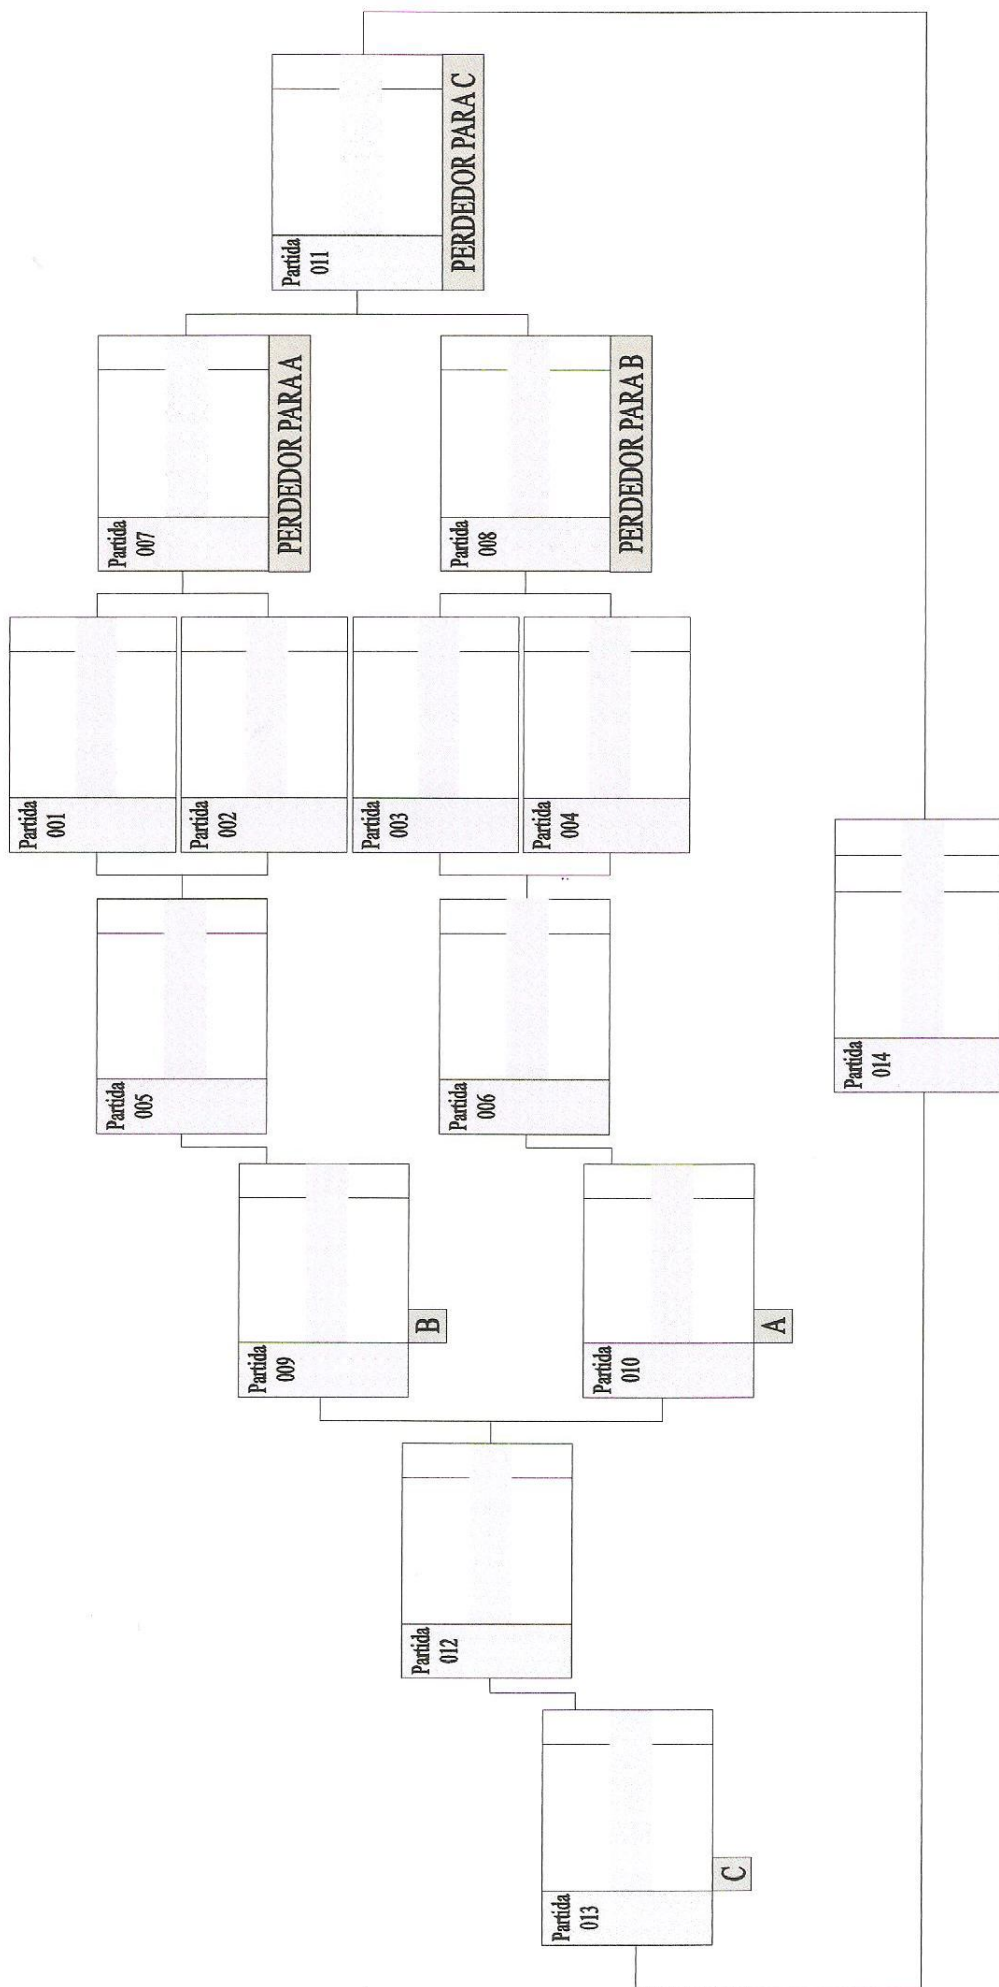 Partida
001
Partida
005
Partida
007
Partida
002
Partida
009
Partida
011
PERDEDOR PARA A
Partida
003
Partida
012
B
Partida
006
Partida
008
PERDEDOR PARA C
Partida
004
Partida
013
Partida
010
PERDEDOR PARA B
C
A
Partida
014